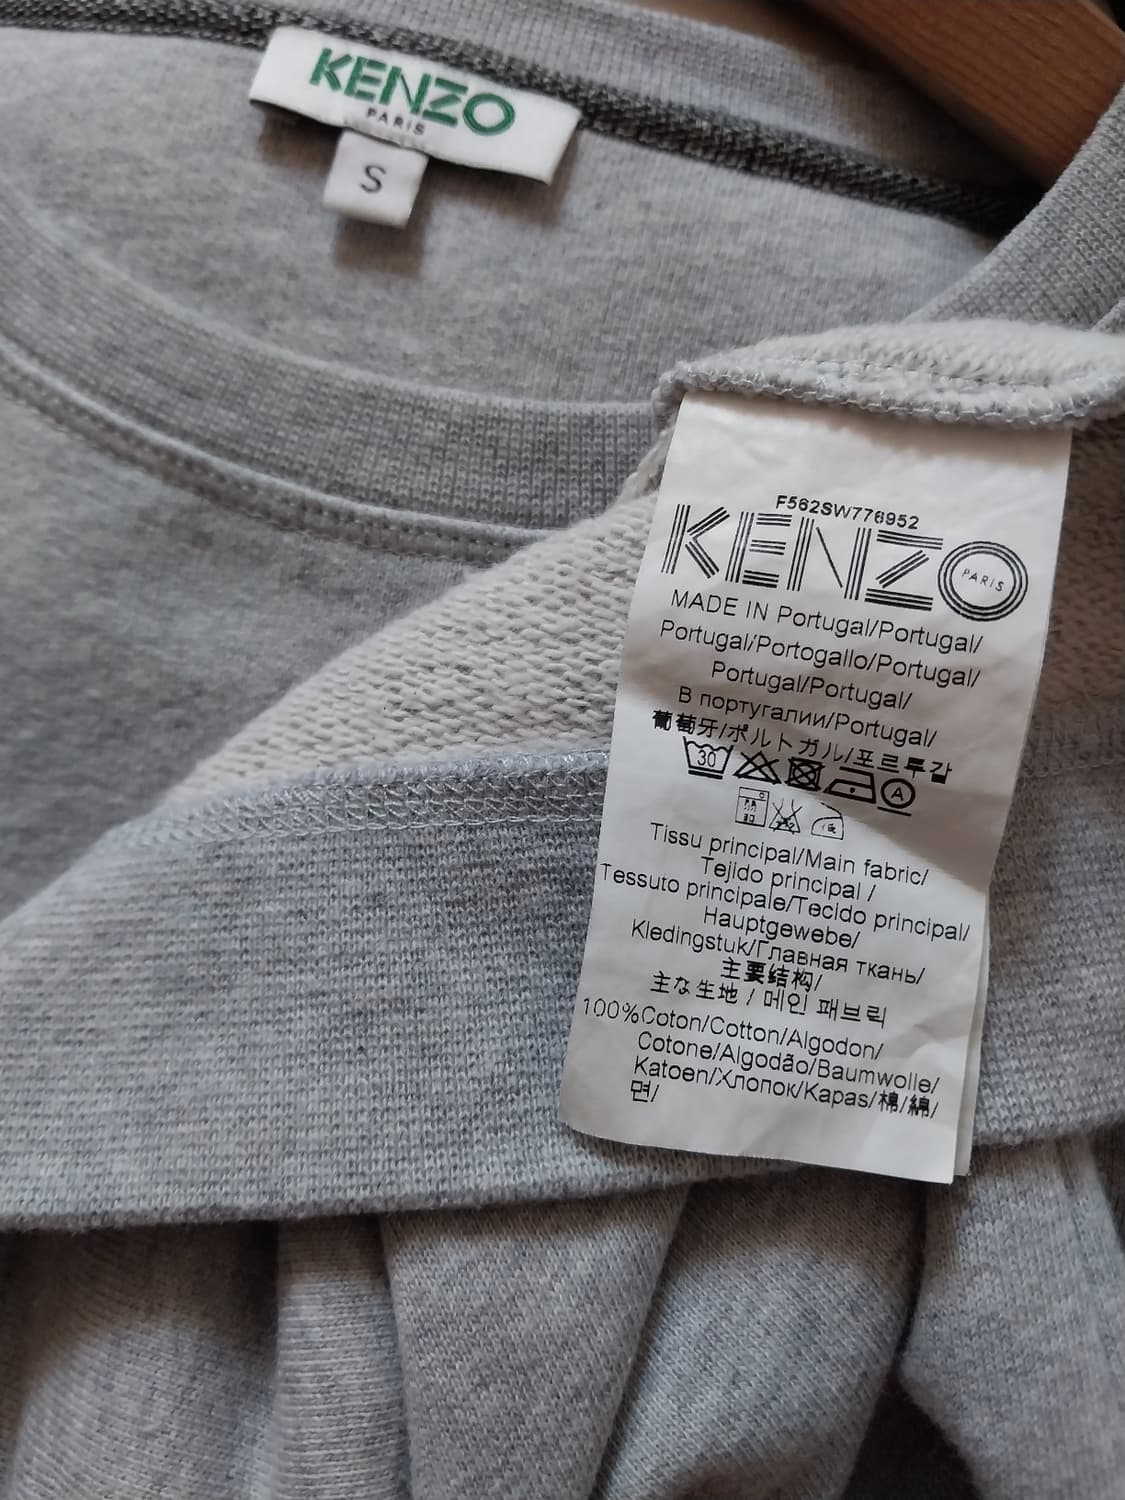 KENZO
PARIS
S
F562SW776952
KENZO
PARIS
MADE IN Portugal/Portugal/
Portugal/Portogallo/Portugal/
Portugal/Portugal/
В португалии/Portugal/
葡萄牙/ポルトガル/포르투갈
30
A
30
Tissu principal/Main fabric/
Tejido principal /
Tessuto principale/Tecido principal/
Hauptgewebe/
Kledingstuk/Главная ткань/
主要结构/
主な生地 / 메인 패브릭
100%Coton/Cotton/Algodon/
Cotone/Algodão/Baumwolle/
Katoen/Хлопок/Kapas/棉/綿/
면/